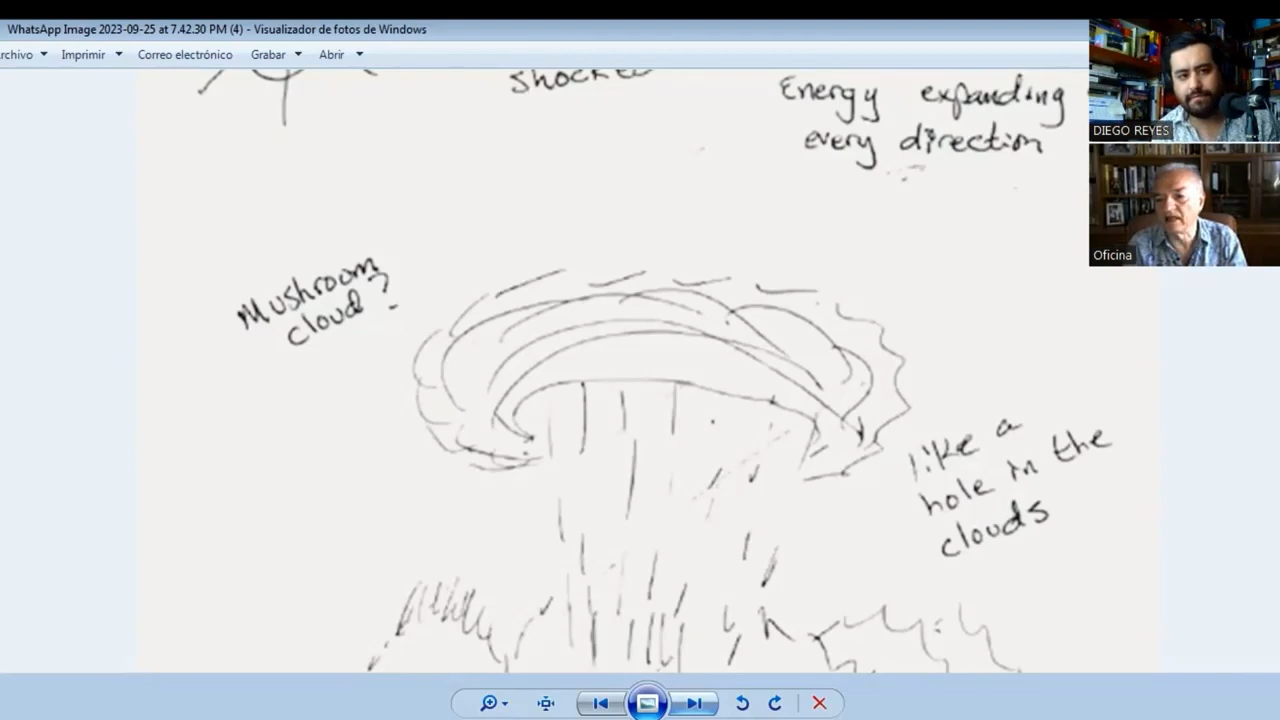 WhatsApp Image 2023-09-25 at 7.42.30 PM (4) - Visualizador de fotos de Windows
rchivo Imprimir Correo electrónico Grabar Abrir
shocked
Energy expanding
every direction
DIEGO REYES
Oficina
Mushroom
cloud?
like a
hole in the
clouds